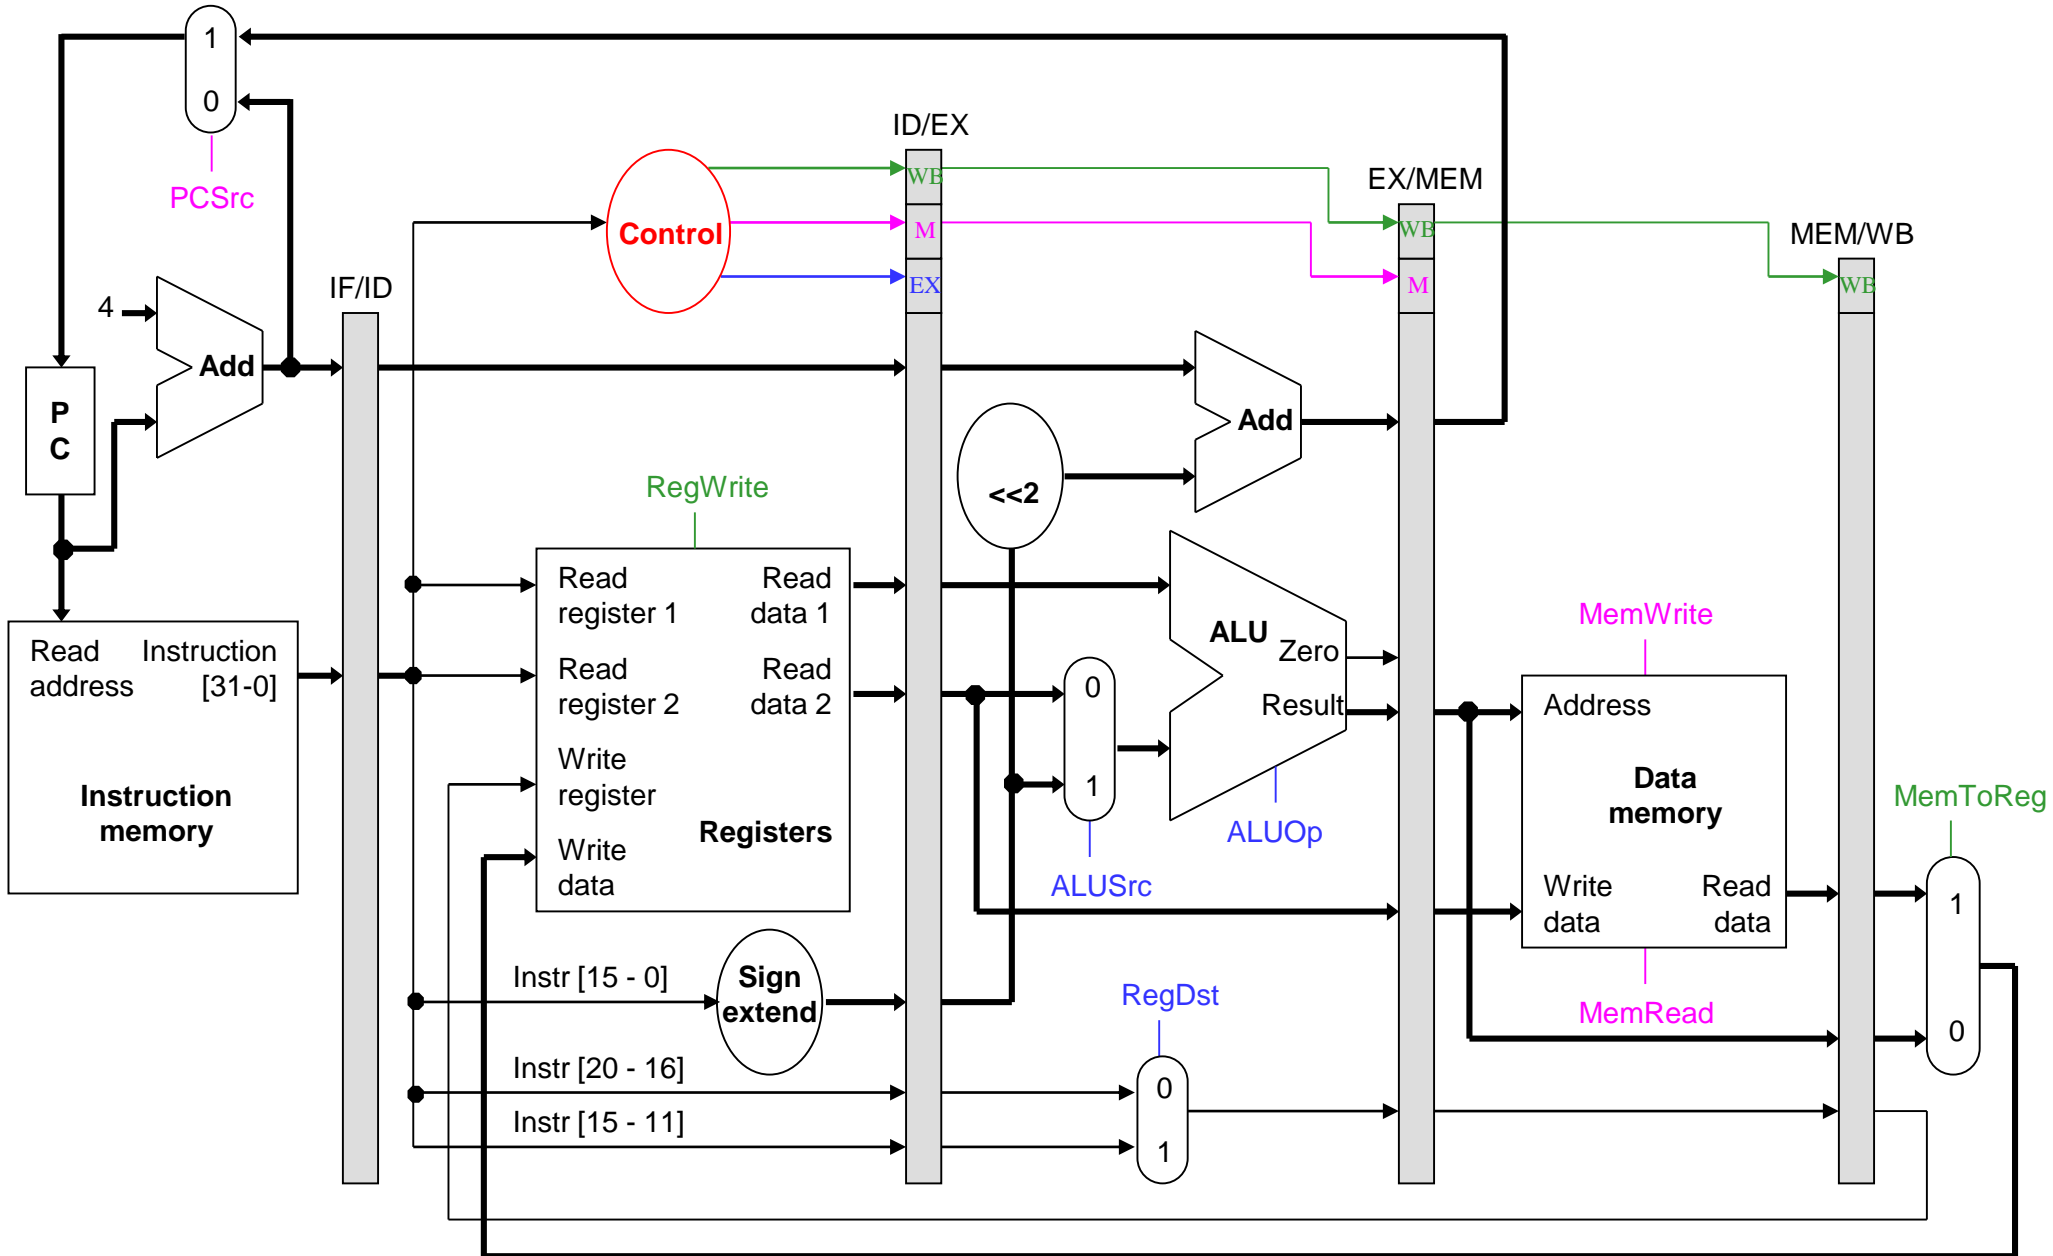 1
0
PCSrc
ID/EX
WB
EX/MEM
Control
M
WB
MEM/WB
EX
M
WB
IF/ID
4
Add
P
C
Add
<<2
RegWrite
Read
register 1
Read
data 1
Read
register 2
Read
data 2
Write
register
Registers
Write
data
Read
address
Instruction
[31-0]
Instruction
memory
ALU
Zero
Result
0
1
ALUSrc
ALUOp
MemWrite
Address
Data
memory
Write
data
Read
data
MemRead
MemToReg
1
0
Instr [15 - 0]
Sign
extend
RegDst
Instr [20 - 16]
0
Instr [15 - 11]
1